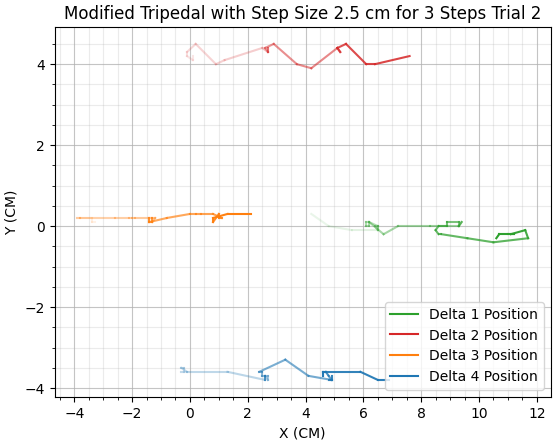 Modified Tripedal with Step Size 2.5 cm for 3 Steps Trial 2
Y (CM)
4
2
0
−2
−4
−4 −2 0 2 4 6 8 10 12
X (CM)
Delta 1 Position
Delta 2 Position
Delta 3 Position
Delta 4 Position